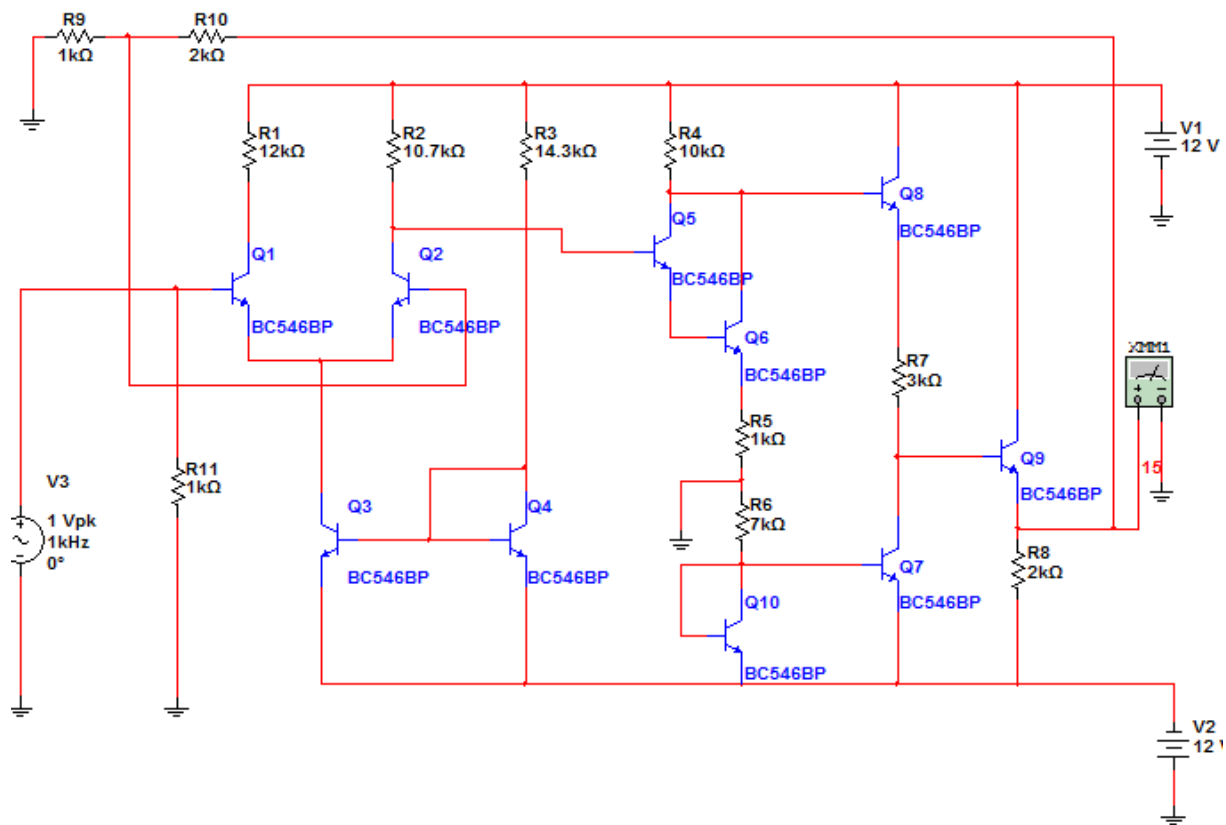 R9
1kΩ
R10
2kΩ
R1
12kΩ
R2
10.7kΩ
R3
14.3kΩ
R4
10kΩ
V1
12 V
Q8
BC546BP
Q5
BC546BP
Q1
BC546BP
Q2
BC546BP
Q6
BC546BP
R7
3kΩ
XMM1
R5
1kΩ
Q9
BC546BP
15
R11
1kΩ
V3
1 Vpk
1kHz
0°
Q3
BC546BP
Q4
BC546BP
R6
7kΩ
Q7
BC546BP
R8
2kΩ
Q10
BC546BP
V2
12 V